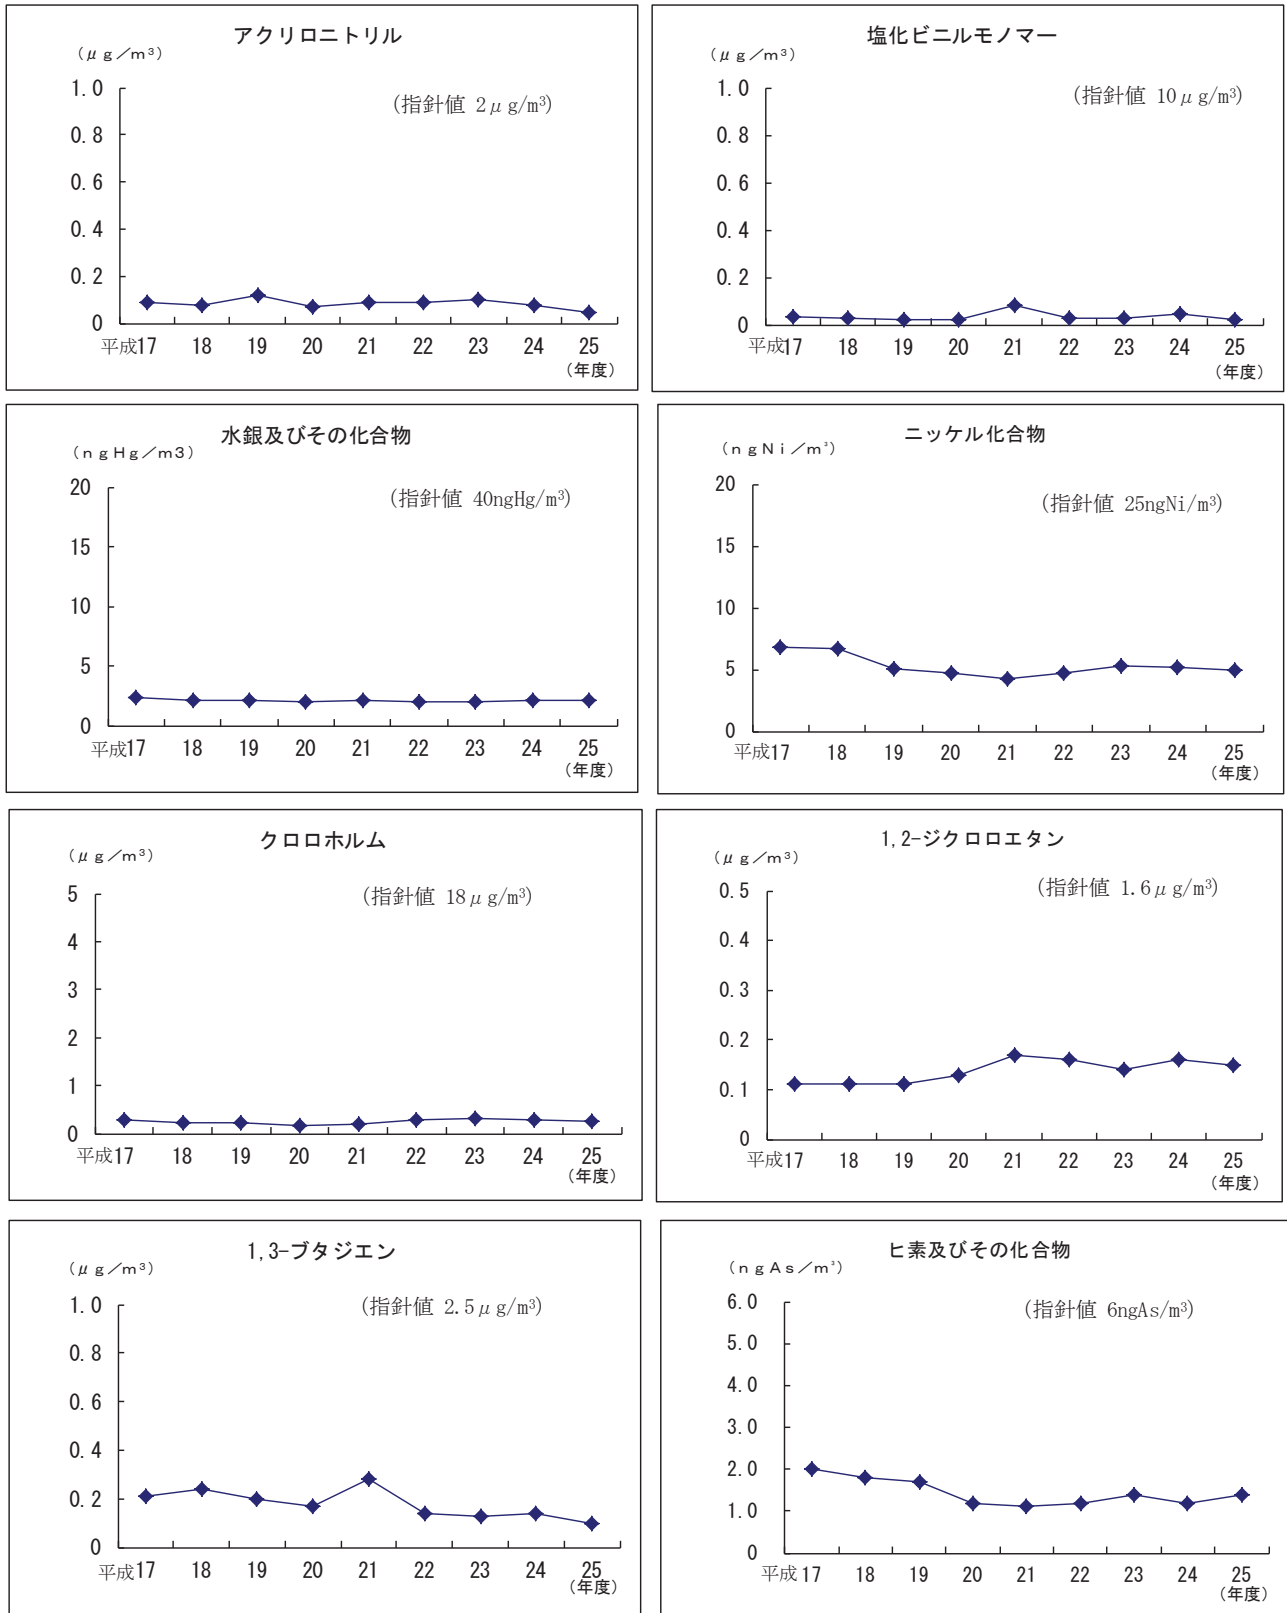 アクリロニトリル
（μｇ／ｍ³）
(指針値 2μg/m³)
1.0
0.8
0.6
0.4
0.2
0
平成17 18 19 20 21 22 23 24 25
（年度）
塩化ビニルモノマー
（μｇ／ｍ³）
(指針値 10μg/m³)
1.0
0.8
0.6
0.4
0.2
0
平成17 18 19 20 21 22 23 24 25
（年度）
水銀及びその化合物
（ｎｇＨｇ／ｍ３）
(指針値 40ngHg/m³)
20
15
10
5
0
平成17 18 19 20 21 22 23 24 25
（年度）
ニッケル化合物
（ｎｇＮｉ／ｍ³）
(指針値 25ngNi/m³)
20
15
10
5
0
平成17 18 19 20 21 22 23 24 25
（年度）
クロロホルム
（μｇ／ｍ³）
(指針値 18μg/m³)
5
4
3
2
1
0
平成17 18 19 20 21 22 23 24 25
（年度）
1,2-ジクロロエタン
（μｇ／ｍ³）
(指針値 1.6μg/m³)
0.5
0.4
0.3
0.2
0.1
0
平成17 18 19 20 21 22 23 24 25
（年度）
1,3-ブタジエン
（μｇ／ｍ³）
(指針値 2.5μg/m³)
1.0
0.8
0.6
0.4
0.2
0
平成17 18 19 20 21 22 23 24 25
（年度）
ヒ素及びその化合物
（ｎｇＡｓ／ｍ³）
(指針値 6ngAs/m³)
6.0
5.0
4.0
3.0
2.0
1.0
0
平成17 18 19 20 21 22 23 24 25
（年度）